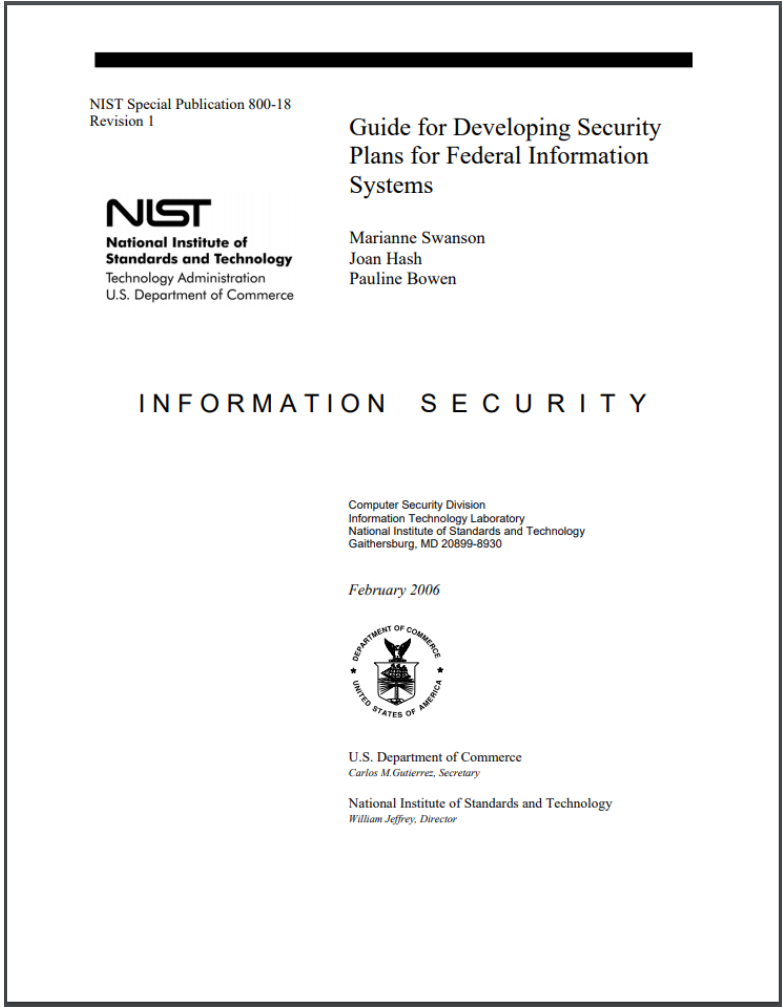 NIST Special Publication 800-18
Revision 1
Guide for Developing Security
Plans for Federal Information
Systems
NIST
National Institute of
Standards and Technology
Technology Administration
U.S. Department of Commerce
Marianne Swanson
Joan Hash
Pauline Bowen
INFORMATION SECURITY
Computer Security Division
Information Technology Laboratory
National Institute of Standards and Technology
Gaithersburg, MD 20899-8930
February 2006
DEPARTMENT OF COMMERCE
UNITED STATES OF AMERICA
U.S. Department of Commerce
Carlos M.Gutierrez, Secretary
National Institute of Standards and Technology
William Jeffrey, Director